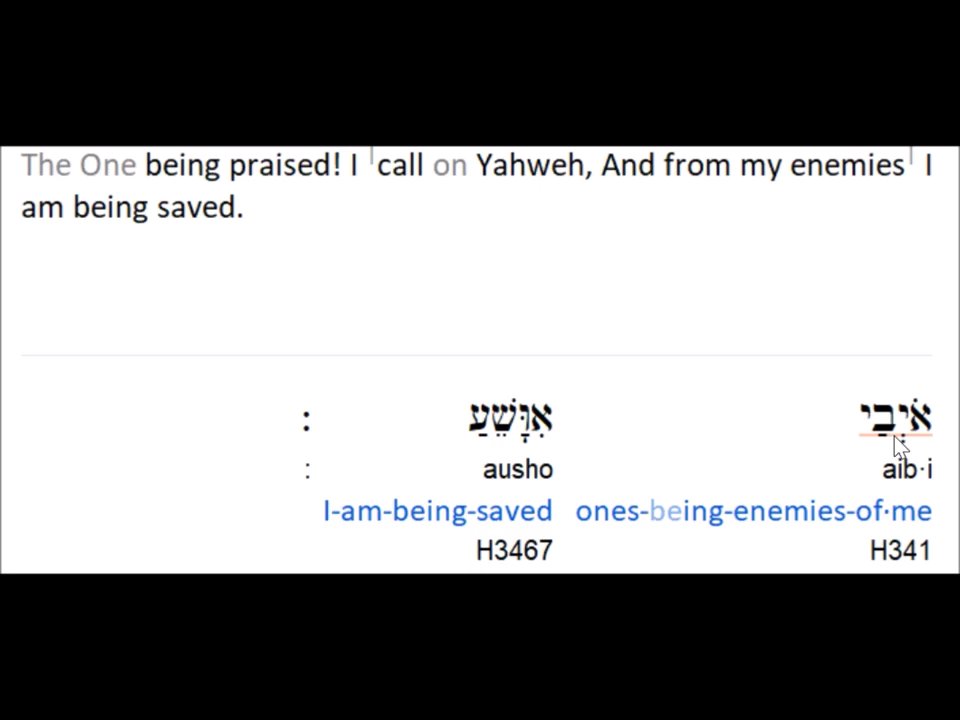 The One being praised! I ╵call on Yahweh, And from my enemies╵ I
am being saved.
אֹיְבַי אִוָּשֵׁעַ :
aib·i ausho :
ones-being-enemies-of·me I-am-being-saved
H341 H3467